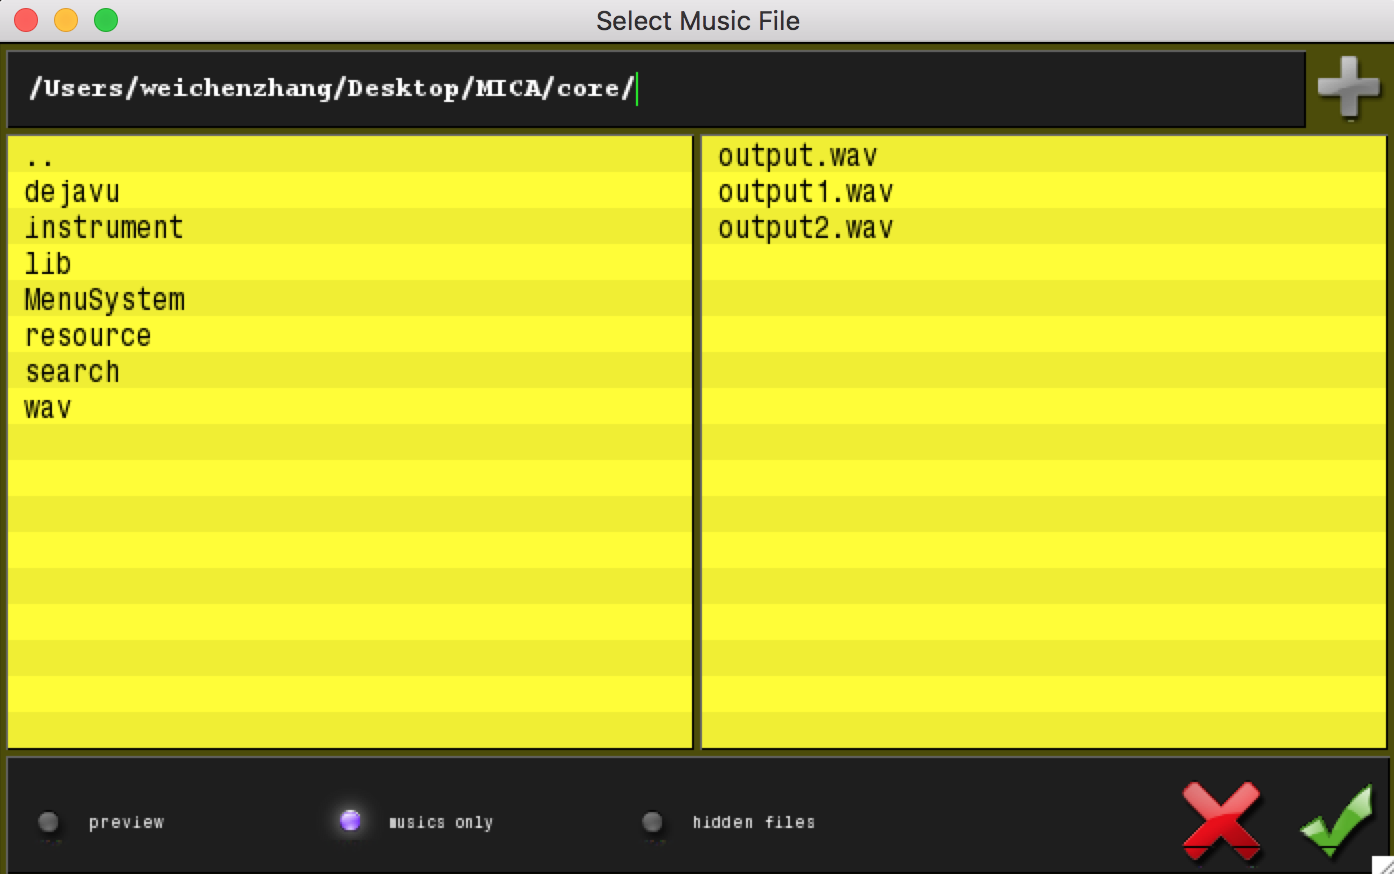 Select Music File
/Users/weichenzhang/Desktop/MICA/core/
..
dejavu
instrument
lib
MenuSystem
resource
search
wav
output.wav
output1.wav
output2.wav
preview
musics only
hidden files